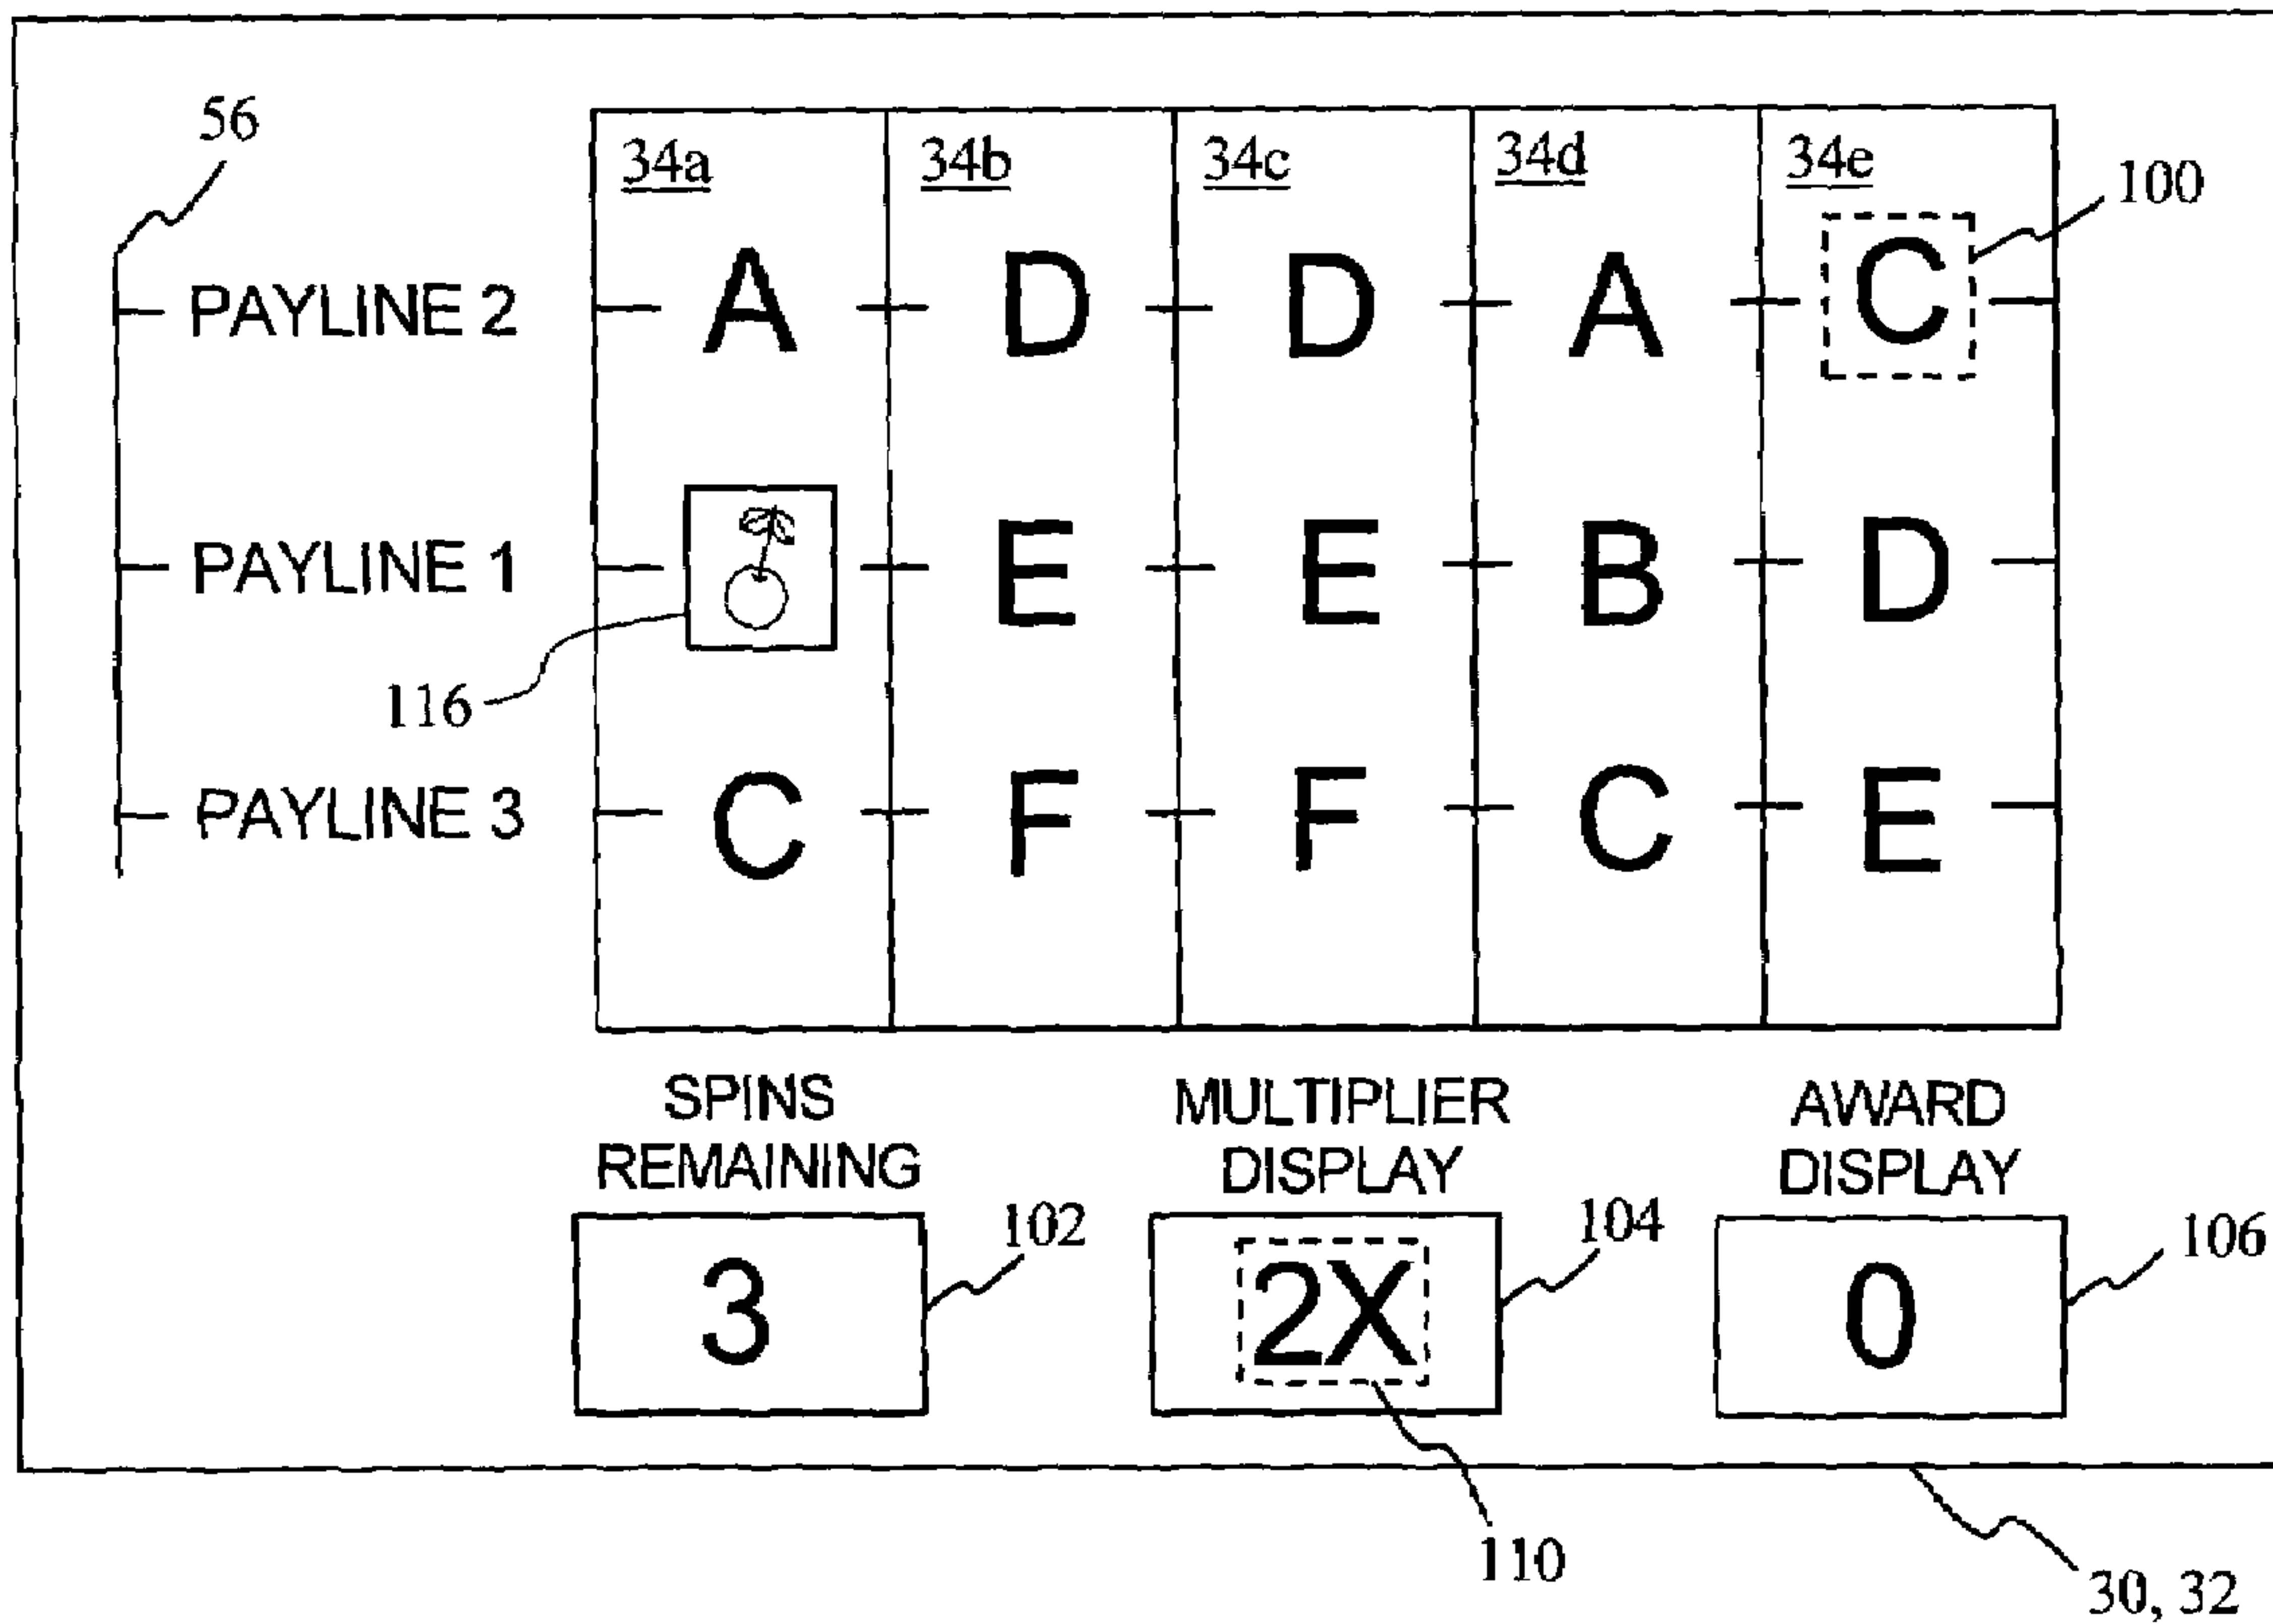 56
34a 34b 34c 34d 34e
100
PAYLINE 2 A D D A C
PAYLINE 1 E E B D
116
PAYLINE 3 C F F C E
SPINS REMAINING
MULTIPLIER DISPLAY
AWARD DISPLAY
3 102
2X 104
0 106
110
30, 32